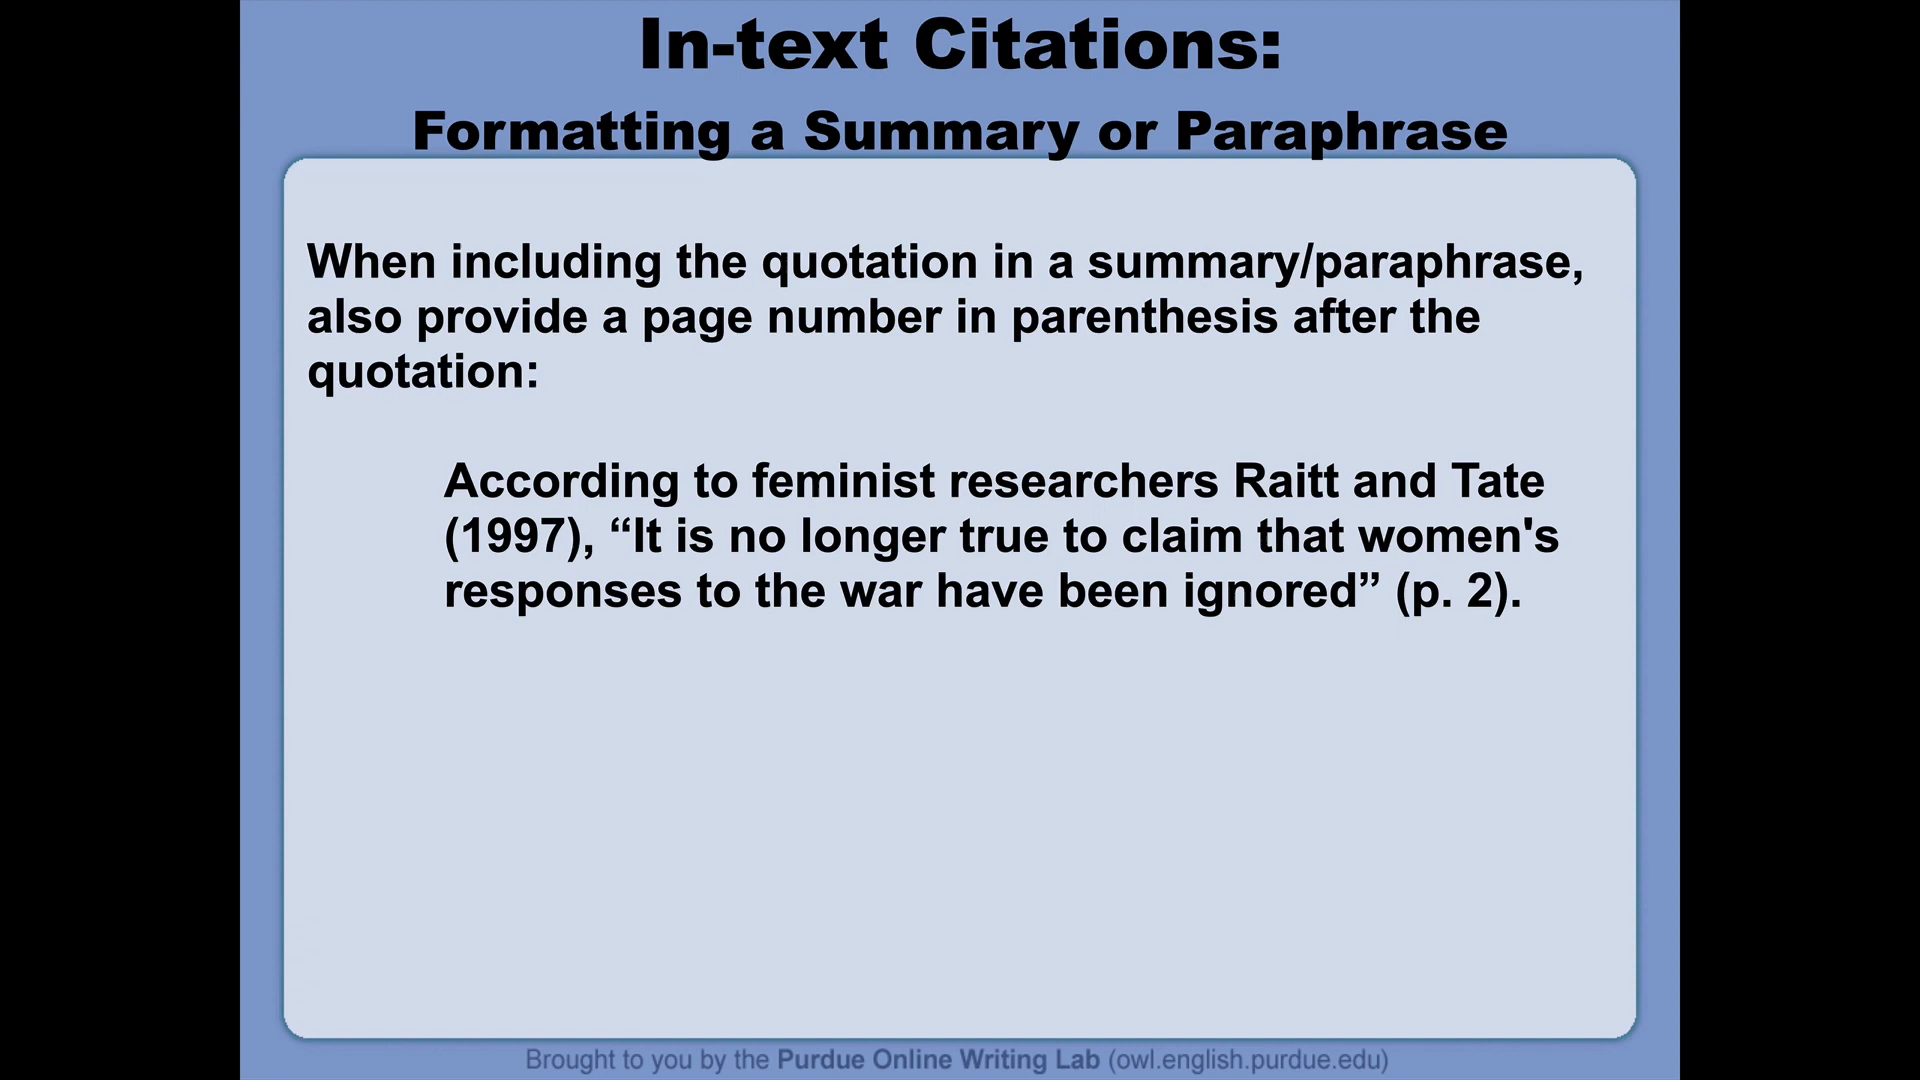 In-text Citations:
Formatting a Summary or Paraphrase
When including the quotation in a summary/paraphrase,
also provide a page number in parenthesis after the
quotation:
According to feminist researchers Raitt and Tate
(1997), “It is no longer true to claim that women's
responses to the war have been ignored” (p. 2).
Brought to you by the Purdue Online Writing Lab (owl.english.purdue.edu)